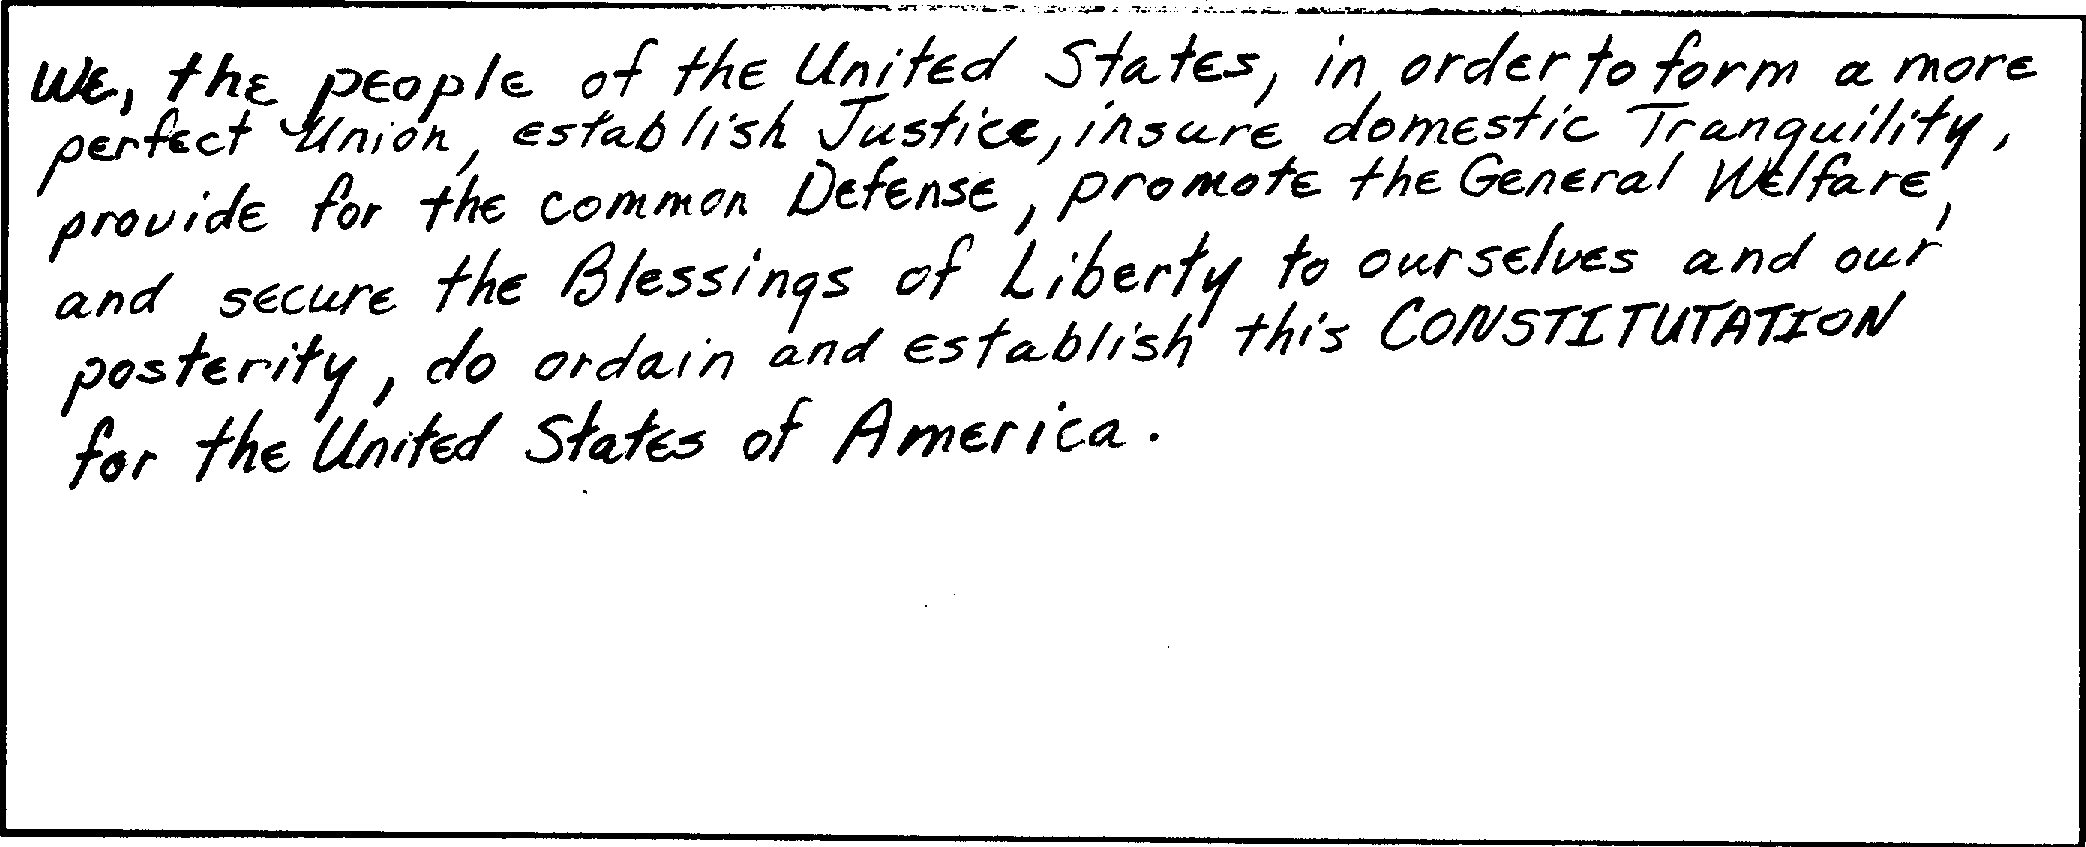 We, the people of the United States, in order to form a more
perfect Union, establish Justice, insure domestic Tranquility,
provide for the common Defense, promote the General Welfare,
and secure the Blessings of Liberty to ourselves and our
posterity, do ordain and establish this CONSTITUTATION
for the United States of America.